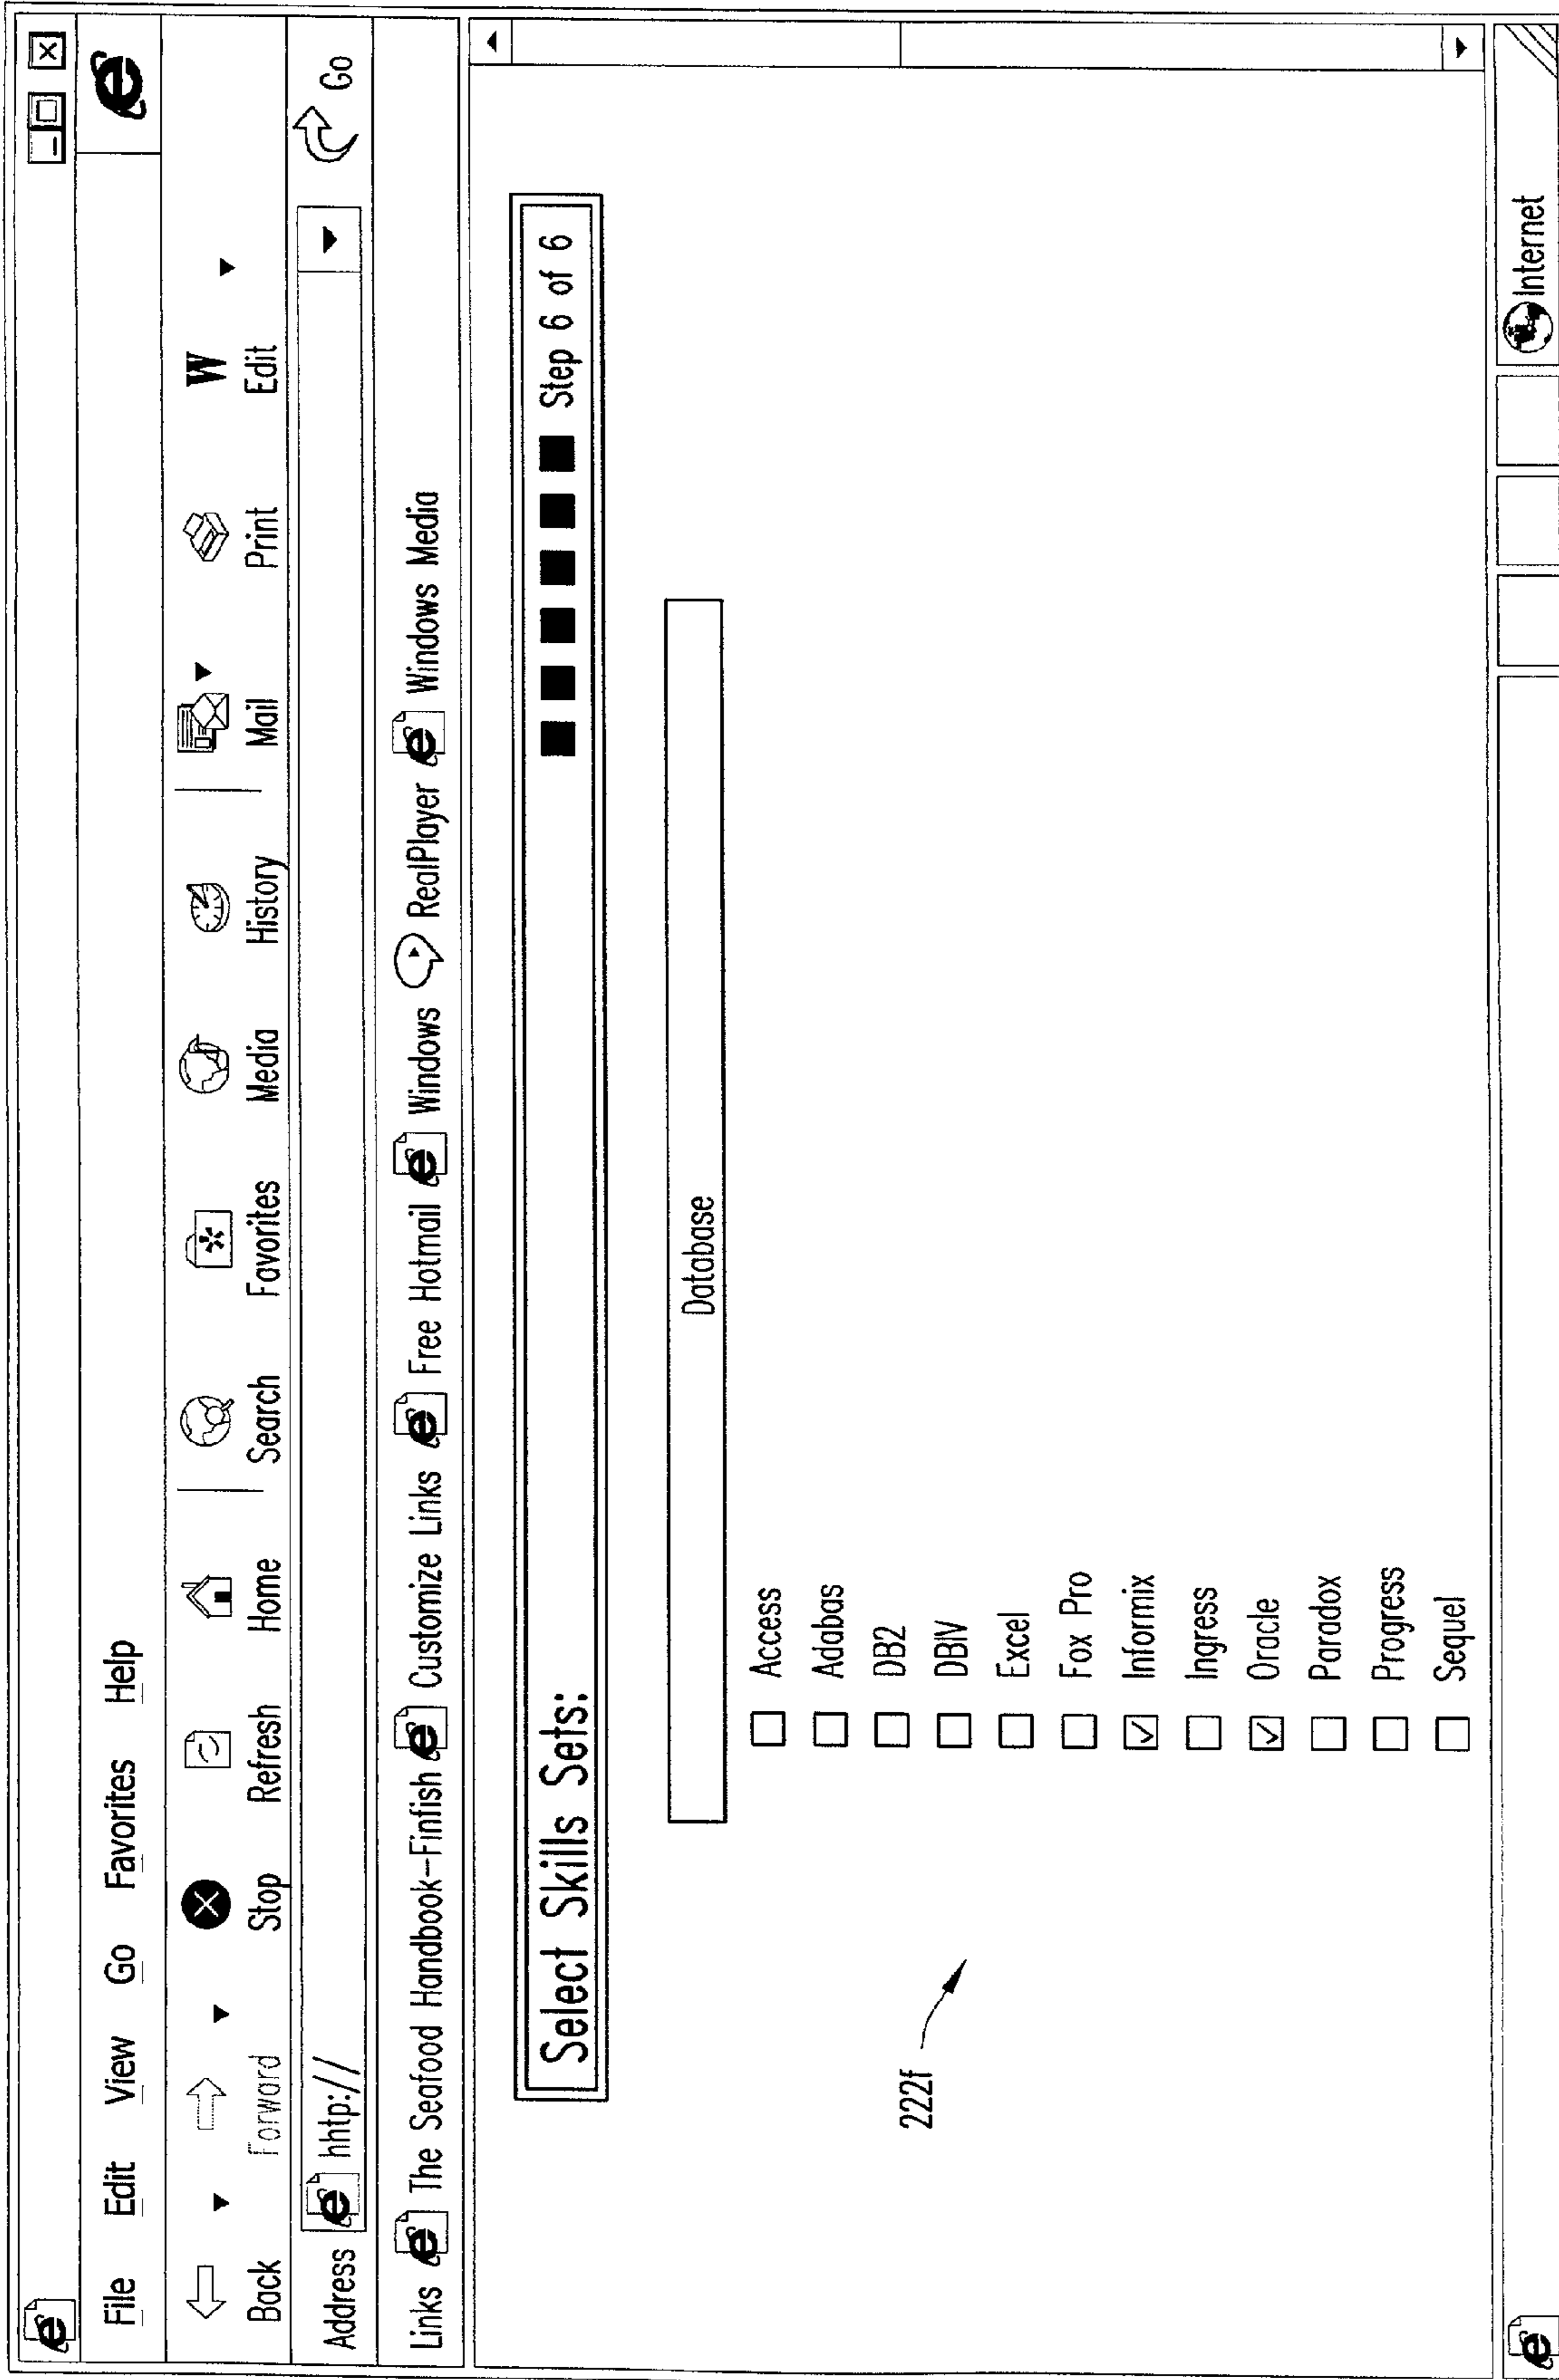 File Edit View Go Favorites Help
Back Forward Stop Refresh Home Search Favorites Media History Mail Print W Edit
Address hhtp:// Go
Links The Seafood Handbook–Finfish Customize Links Free Hotmail Windows RealPlayer Windows Media
Select Skills Sets: Step 6 of 6
Database
Access
Adabas
DB2
DBIV
Excel
Fox Pro
Informix
Ingress
Oracle
Paradox
Progress
Sequel
222f
Internet